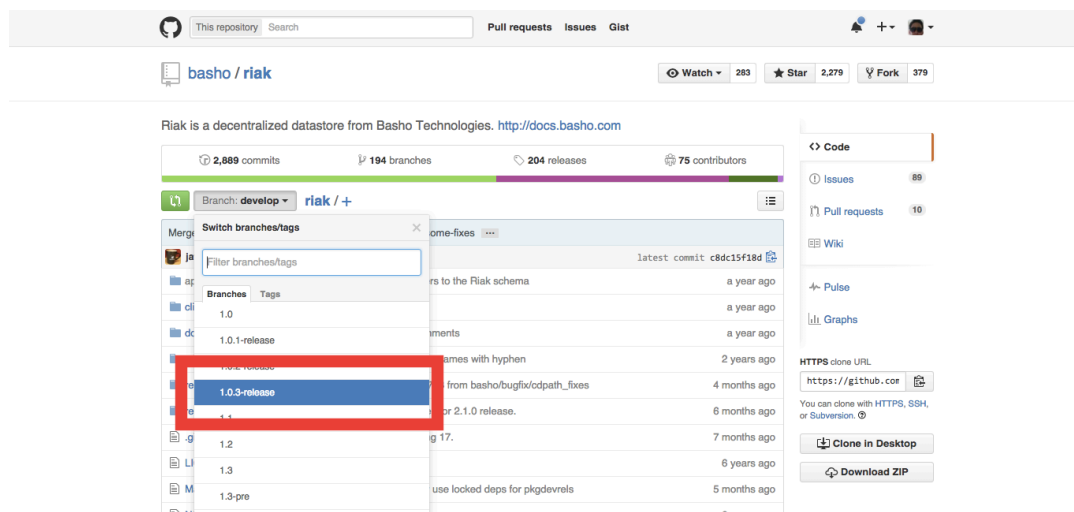 This repository Search Pull requests Issues Gist
basho / riak
Watch 283 Star 2,279 Fork 379
Riak is a decentralized datastore from Basho Technologies. http://docs.basho.com
2,889 commits 194 branches 204 releases 75 contributors
Branch: develop riak / +
Switch branches/tags
ome-fixes ...
latest commit c8dc15f18d
Filter branches/tags
rs to the Riak schema a year ago
Branches Tags
1.0
a year ago
1.0.1-release
nments a year ago
1.0.2-release
ames with hyphen 2 years ago
1.0.3-release
from basho/bugfix/cdpath_fixes 4 months ago
1.1
or 2.1.0 release. 6 months ago
1.2
g 17. 7 months ago
1.3
6 years ago
1.3-pre
use locked deps for pkgdevrels 5 months ago
Code
Issues 89
Pull requests 10
Wiki
Pulse
Graphs
HTTPS clone URL
https://github.com
You can clone with HTTPS, SSH,
or Subversion.
Clone in Desktop
Download ZIP